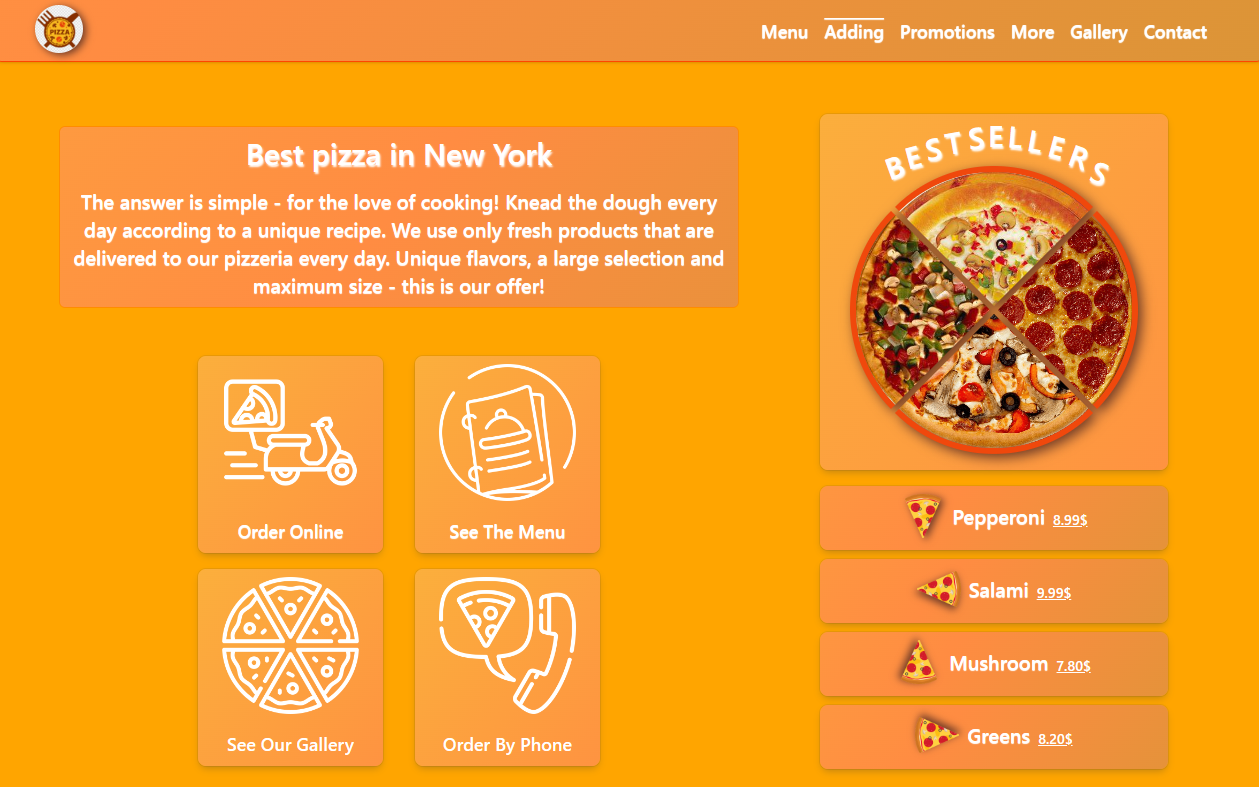 PIZZA
Menu Adding Promotions More Gallery Contact
Best pizza in New York
The answer is simple - for the love of cooking! Knead the dough every
day according to a unique recipe. We use only fresh products that are
delivered to our pizzeria every day. Unique flavors, a large selection and
maximum size - this is our offer!
Order Online
See The Menu
See Our Gallery
Order By Phone
BESTSELLERS
Pepperoni 8.99$
Salami 9.99$
Mushroom 7.80$
Greens 8.20$